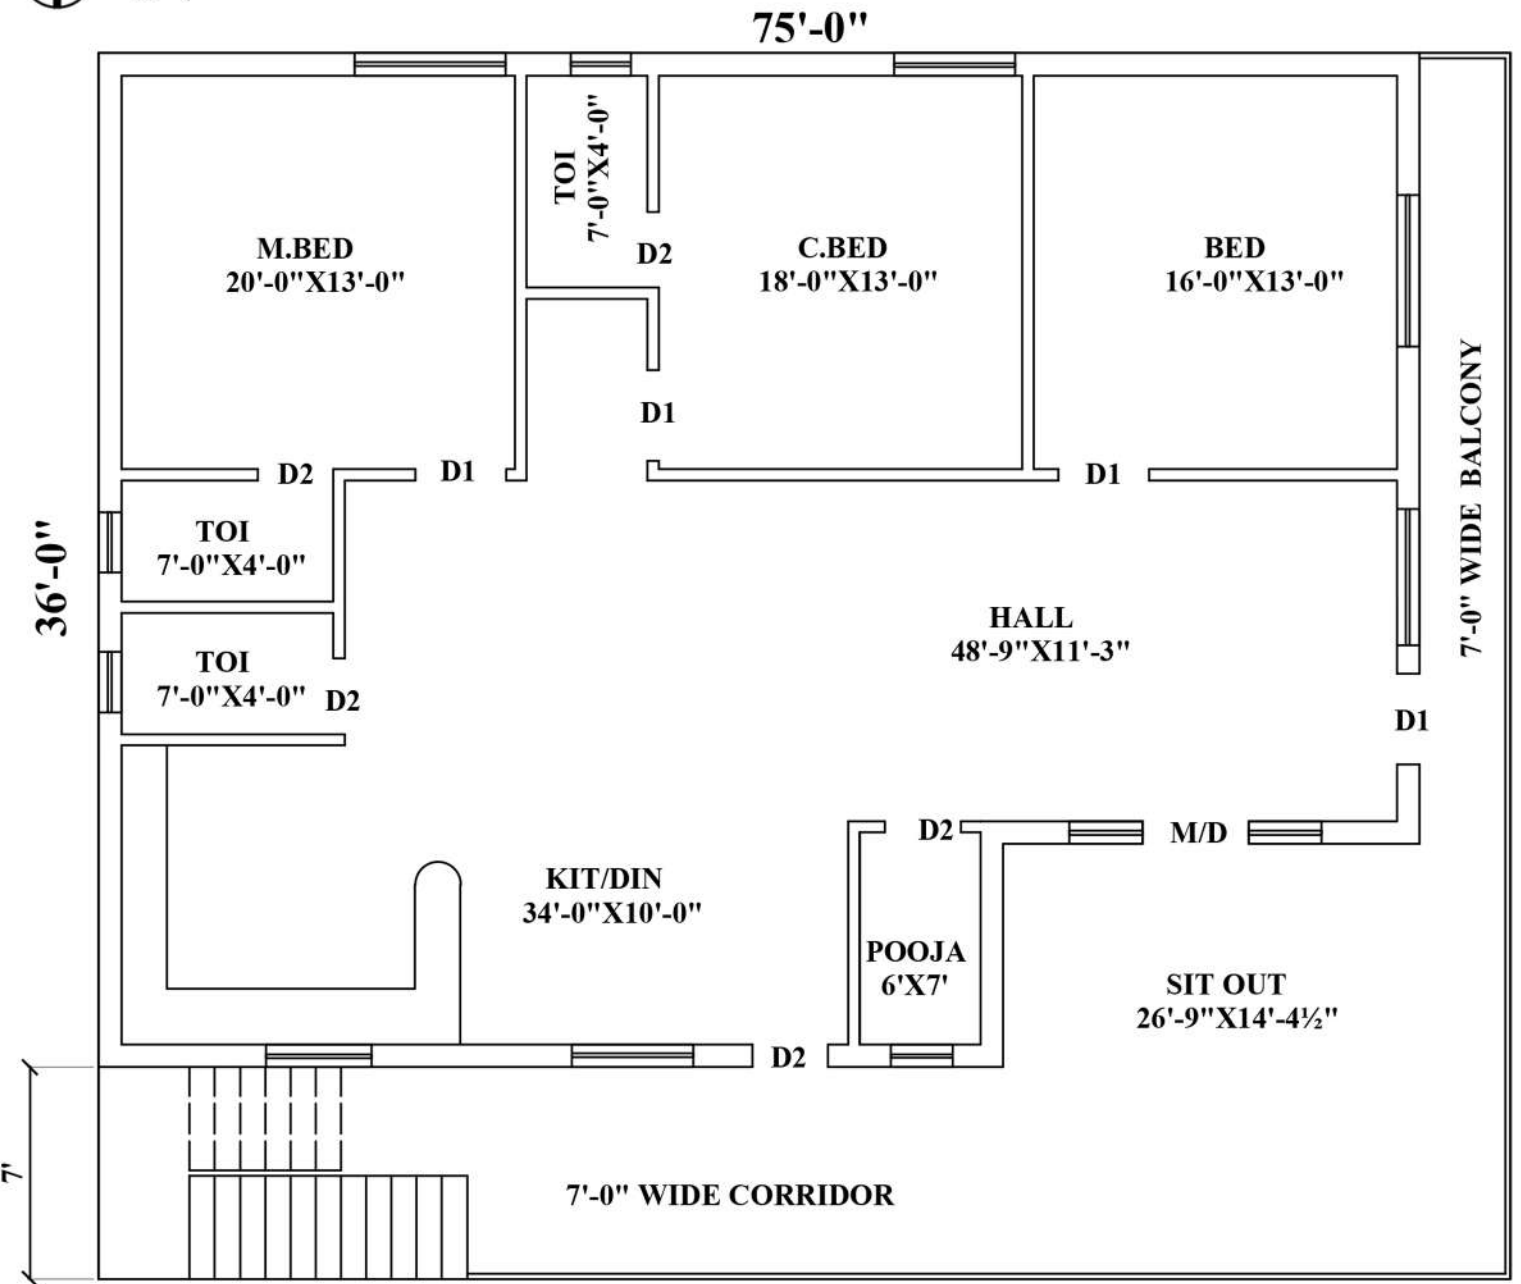 75'-0"
TOI
7'-0"X4'-0"
M.BED
20'-0"X13'-0"
D2
C.BED
18'-0"X13'-0"
BED
16'-0"X13'-0"
D1
D2
D1
D1
7'-0" WIDE BALCONY
36'-0"
TOI
7'-0"X4'-0"
HALL
48'-9"X11'-3"
TOI
7'-0"X4'-0"
D2
D1
D2
M/D
KIT/DIN
34'-0"X10'-0"
POOJA
6'X7'
SIT OUT
26'-9"X14'-4½"
D2
7'
7'-0" WIDE CORRIDOR